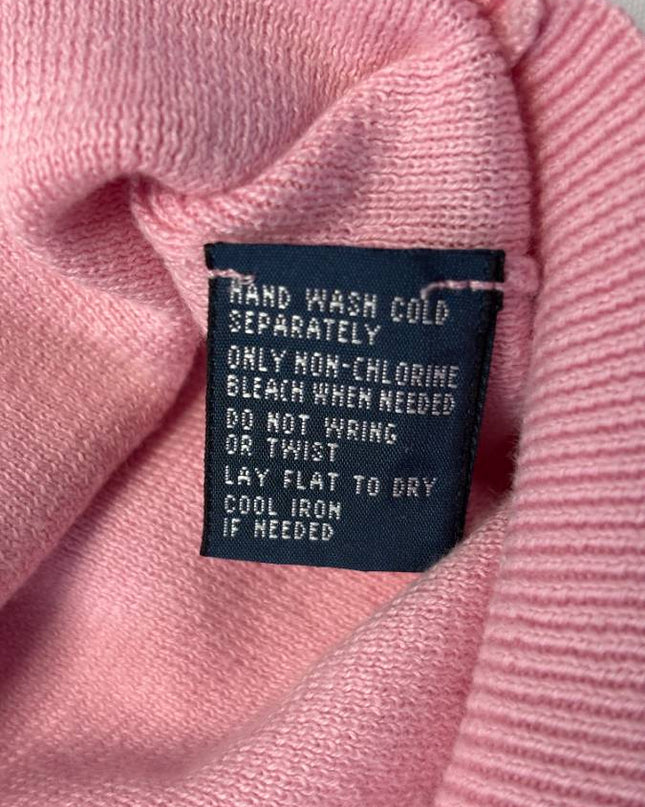 HAND WASH COLD
SEPARATELY
ONLY NON-CHLORINE
BLEACH WHEN NEEDED
DO NOT WRING
OR TWIST
LAY FLAT TO DRY
COOL IRON
IF NEEDED